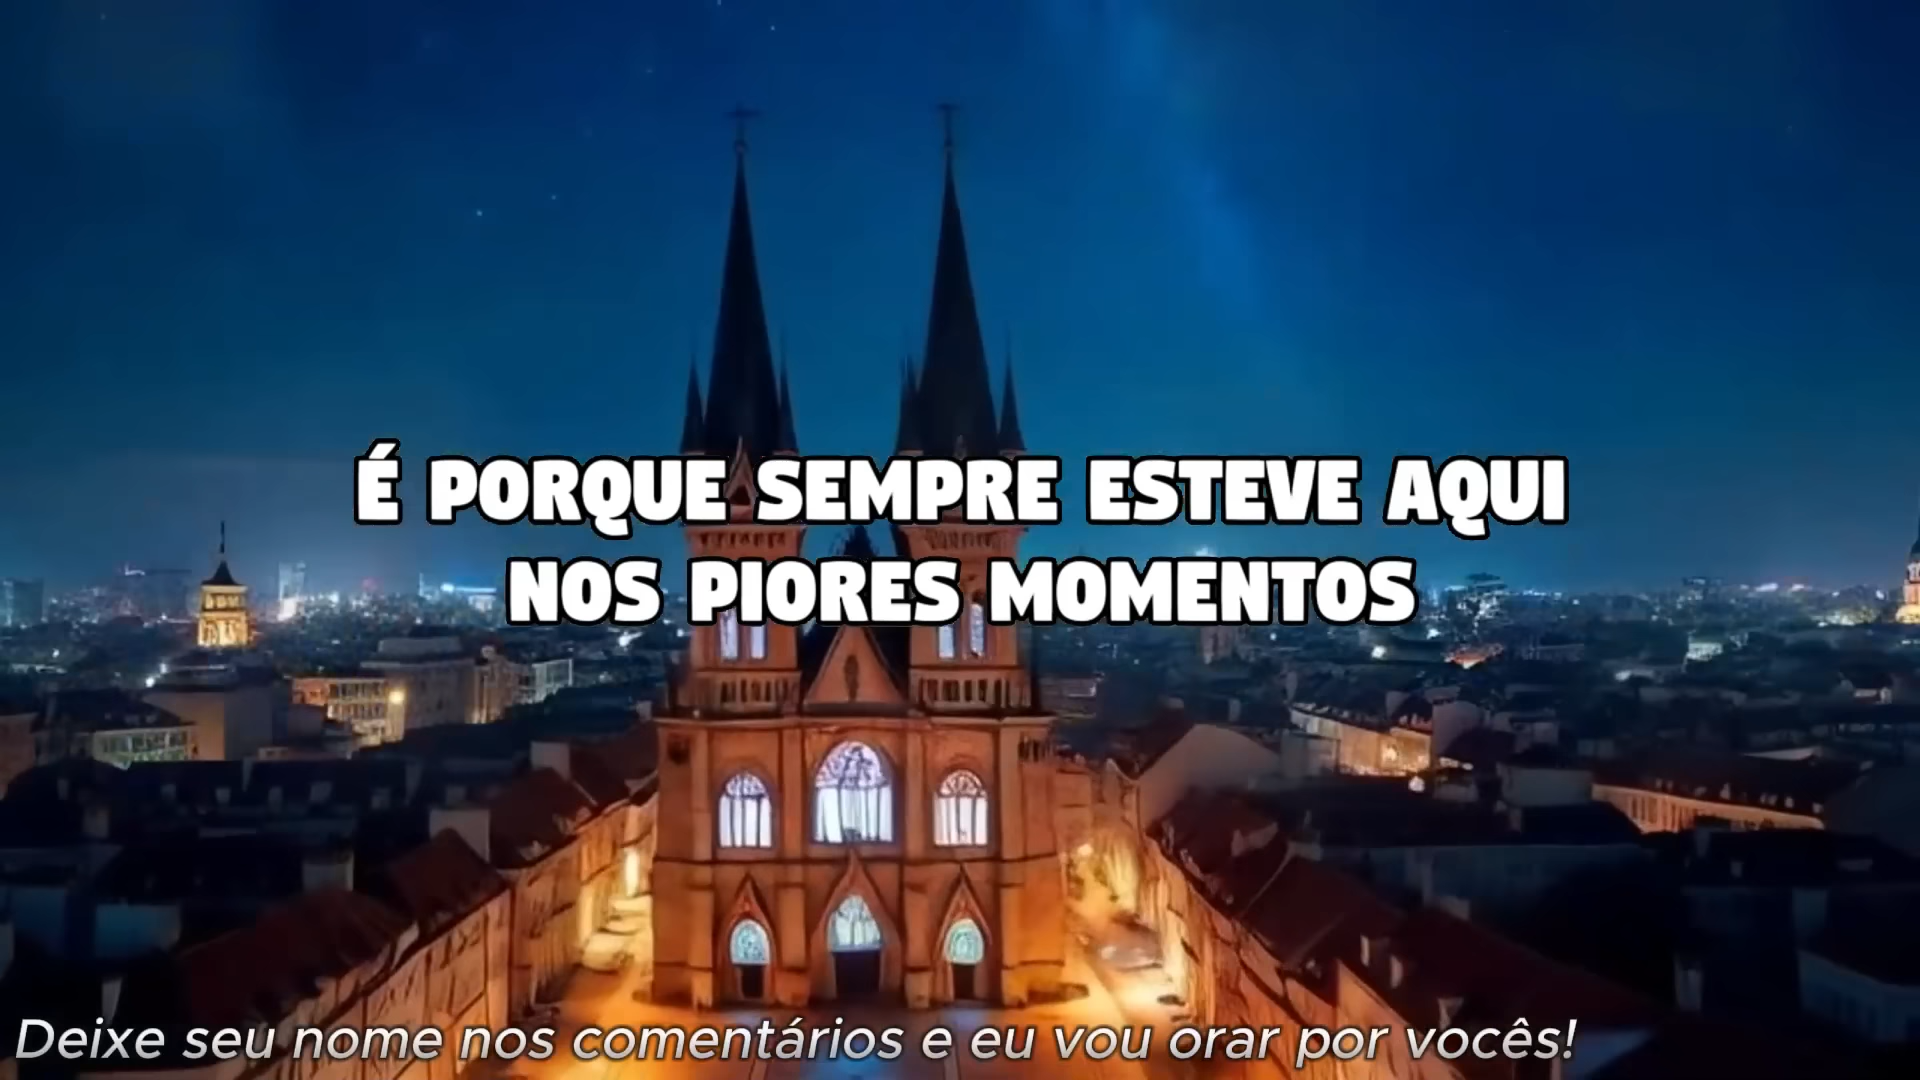 É PORQUE SEMPRE ESTEVE AQUI
NOS PIORES MOMENTOS
Deixe seu nome nos comentários e eu vou orar por vocês!